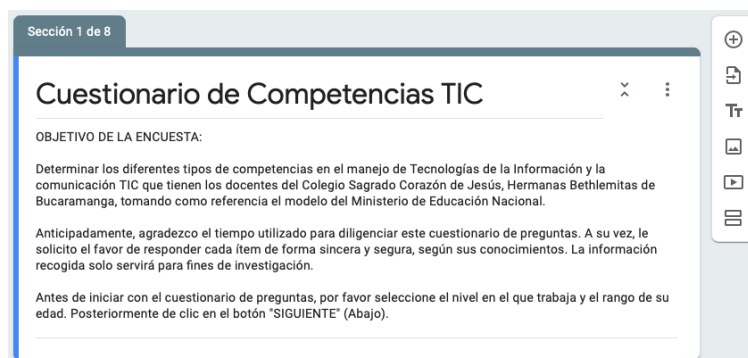 Sección 1 de 8
Cuestionario de Competencias TIC
OBJETIVO DE LA ENCUESTA:
Determinar los diferentes tipos de competencias en el manejo de Tecnologías de la Información y la
comunicación TIC que tienen los docentes del Colegio Sagrado Corazón de Jesús, Hermanas Bethlemitas de
Bucaramanga, tomando como referencia el modelo del Ministerio de Educación Nacional.
Anticipadamente, agradezco el tiempo utilizado para diligenciar este cuestionario de preguntas. A su vez, le
solicito el favor de responder cada ítem de forma sincera y segura, según sus conocimientos. La información
recogida solo servirá para fines de investigación.
Antes de iniciar con el cuestionario de preguntas, por favor seleccione el nivel en el que trabaja y el rango de su
edad. Posteriormente de clic en el botón "SIGUIENTE" (Abajo).
Tт